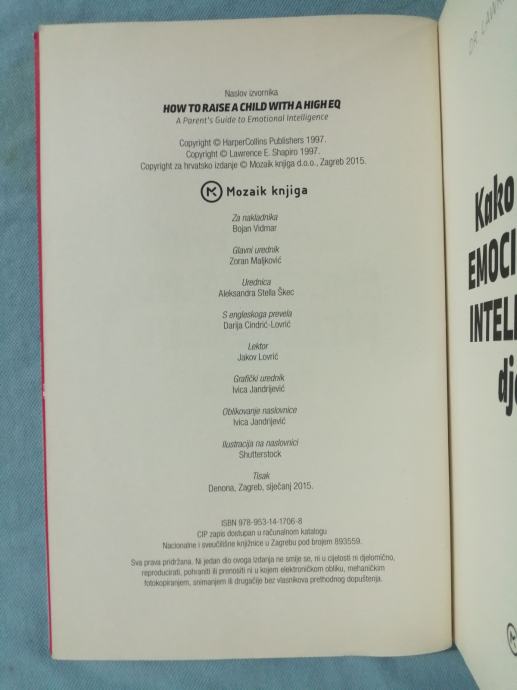 Naslov izvornika
HOW TO RAISE A CHILD WITH A HIGH EQ
A Parent's Guide to Emotional Intelligence
Copyright © HarperCollins Publishers 1997.
Copyright © Lawrence E. Shapiro 1997.
Copyright za hrvatsko izdanje © Mozaik knjiga d.o.o., Zagreb 2015.
Mozaik knjiga
Za nakladnika
Bojan Vidmar
Glavni urednik
Zoran Maljković
Urednica
Aleksandra Stella Škec
S engleskoga prevela
Darija Cindrić-Lovrić
Lektor
Jakov Lovrić
Grafički urednik
Ivica Jandrijević
Oblikovanje naslovnice
Ivica Jandrijević
Ilustracija na naslovnici
Shutterstock
Tisak
Denona, Zagreb, siječanj 2015.
ISBN 978-953-14-1706-8
CIP zapis dostupan u računalnom katalogu
Nacionalne i sveučilišne knjižnice u Zagrebu pod brojem 893559.
Sva prava pridržana. Ni jedan dio ovoga izdanja ne smije se, ni u cijelosti ni djelomično,
reproducirati, pohraniti ili prenositi ni u kojem elektroničkom obliku, mehaničkim
fotokopiranjem, snimanjem ili drugačije bez vlasnikova prethodnog dopuštenja.
DR. LAWR
Kako
EMOCI
INTEL
dj